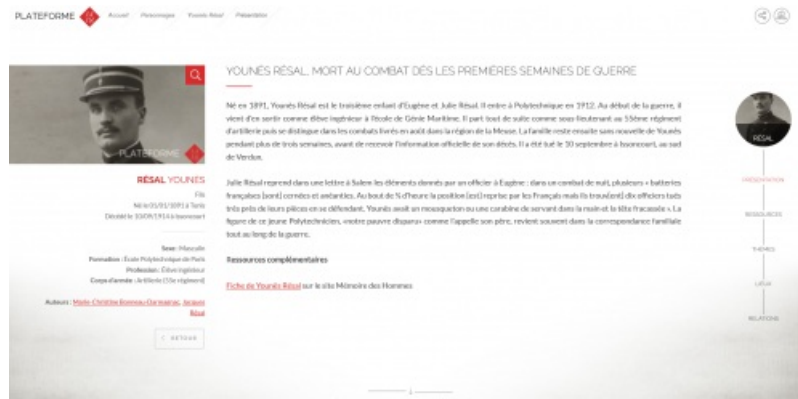 PLATEFORME
Accueil Personnages Younès Résal Présentation
YOUNÈS RÉSAL, MORT AU COMBAT DÈS LES PREMIÈRES SEMAINES DE GUERRE
Né en 1891, Younès Résal est le troisième enfant d'Eugène et Julie Résal. Il entre à Polytechnique en 1912. Au début de la guerre, il
vient d'en sortir comme élève ingénieur à l'école de Génie Maritime. Il part tout de suite comme sous-lieutenant au 55ème régiment
d'artillerie puis se distingue dans les combats livrés en août dans la région de la Meuse. La famille reste ensuite sans nouvelle de Younès
pendant plus de trois semaines, avant de recevoir l'information officielle de son décès. Il a été tué le 10 septembre à Issoncourt, au sud
de Verdun.
Julie Résal reprend dans une lettre à Salem les éléments donnés par un officier à Eugène : dans un combat de nuit, plusieurs « batteries
françaises [sont] cernées et anéanties. Au bout de ¾ d'heure la position [est] reprise par les Français mais ils trouv[ent] dix officiers tués
très près de leurs pièces en se défendant. Younès avait un mousqueton ou une carabine de servant dans la main et la tête fracassée ». La
figure de ce jeune Polytechnicien, «notre pauvre disparu» comme l'appelle son père, revient souvent dans la correspondance familiale
tout au long de la guerre.
Ressources complémentaires
Fiche de Younès Résal sur le site Mémoire des Hommes
PLATEFORME
RÉSAL YOUNÈS
Fils
Né le 01/01/1891 à Tunis
Décédé le 10/09/1914 à Issoncourt
Sexe : Masculin
Formation : École Polytechnique de Paris
Profession : Élève ingénieur
Corps d'armée : Artillerie (55e régiment)
Auteurs : Marie-Christine Bonneau-Darmagnac, Jacques
Résal
RETOUR
RÉSAL
PRÉSENTATION
RESSOURCES
THÈMES
LIEUX
RELATIONS